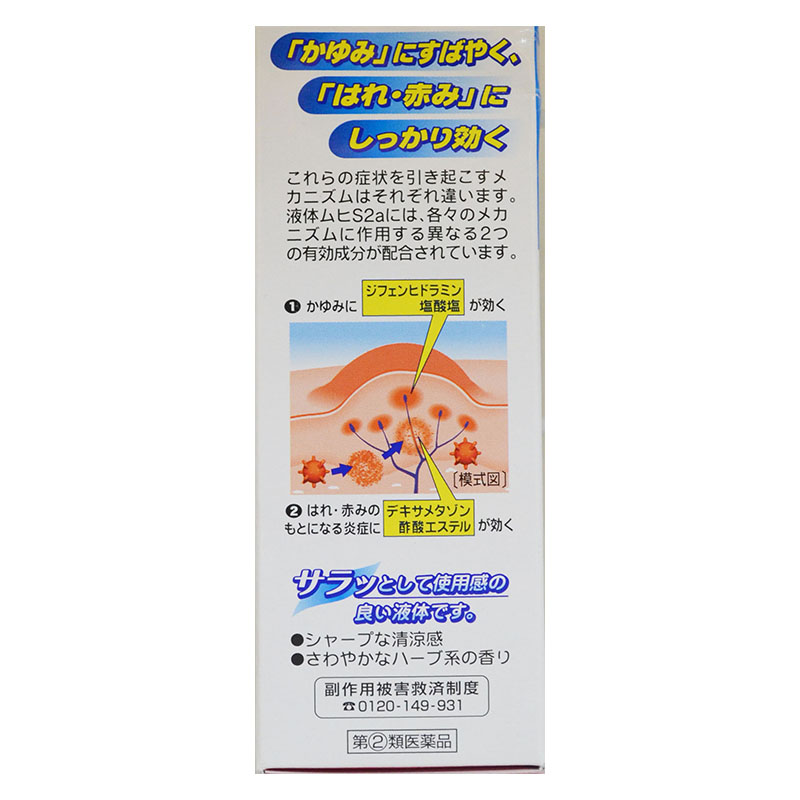 「かゆみ」にすばやく、
「はれ・赤み」に
しっかり効く
これらの症状を引き起こすメ
カニズムはそれぞれ違います。
液体ムヒS2aには、各々のメカ
ニズムに作用する異なる2つ
の有効成分が配合されています。
ジフェンヒドラミン
❶ かゆみに 塩酸塩 が効く
〔模式図〕
❷ はれ・赤みの デキサメタゾン
もとになる炎症に 酢酸エステル が効く
サラッとして使用感の
良い液体です。
●シャープな清涼感
●さわやかなハーブ系の香り
副作用被害救済制度
☎0120-149-931
第②類医薬品